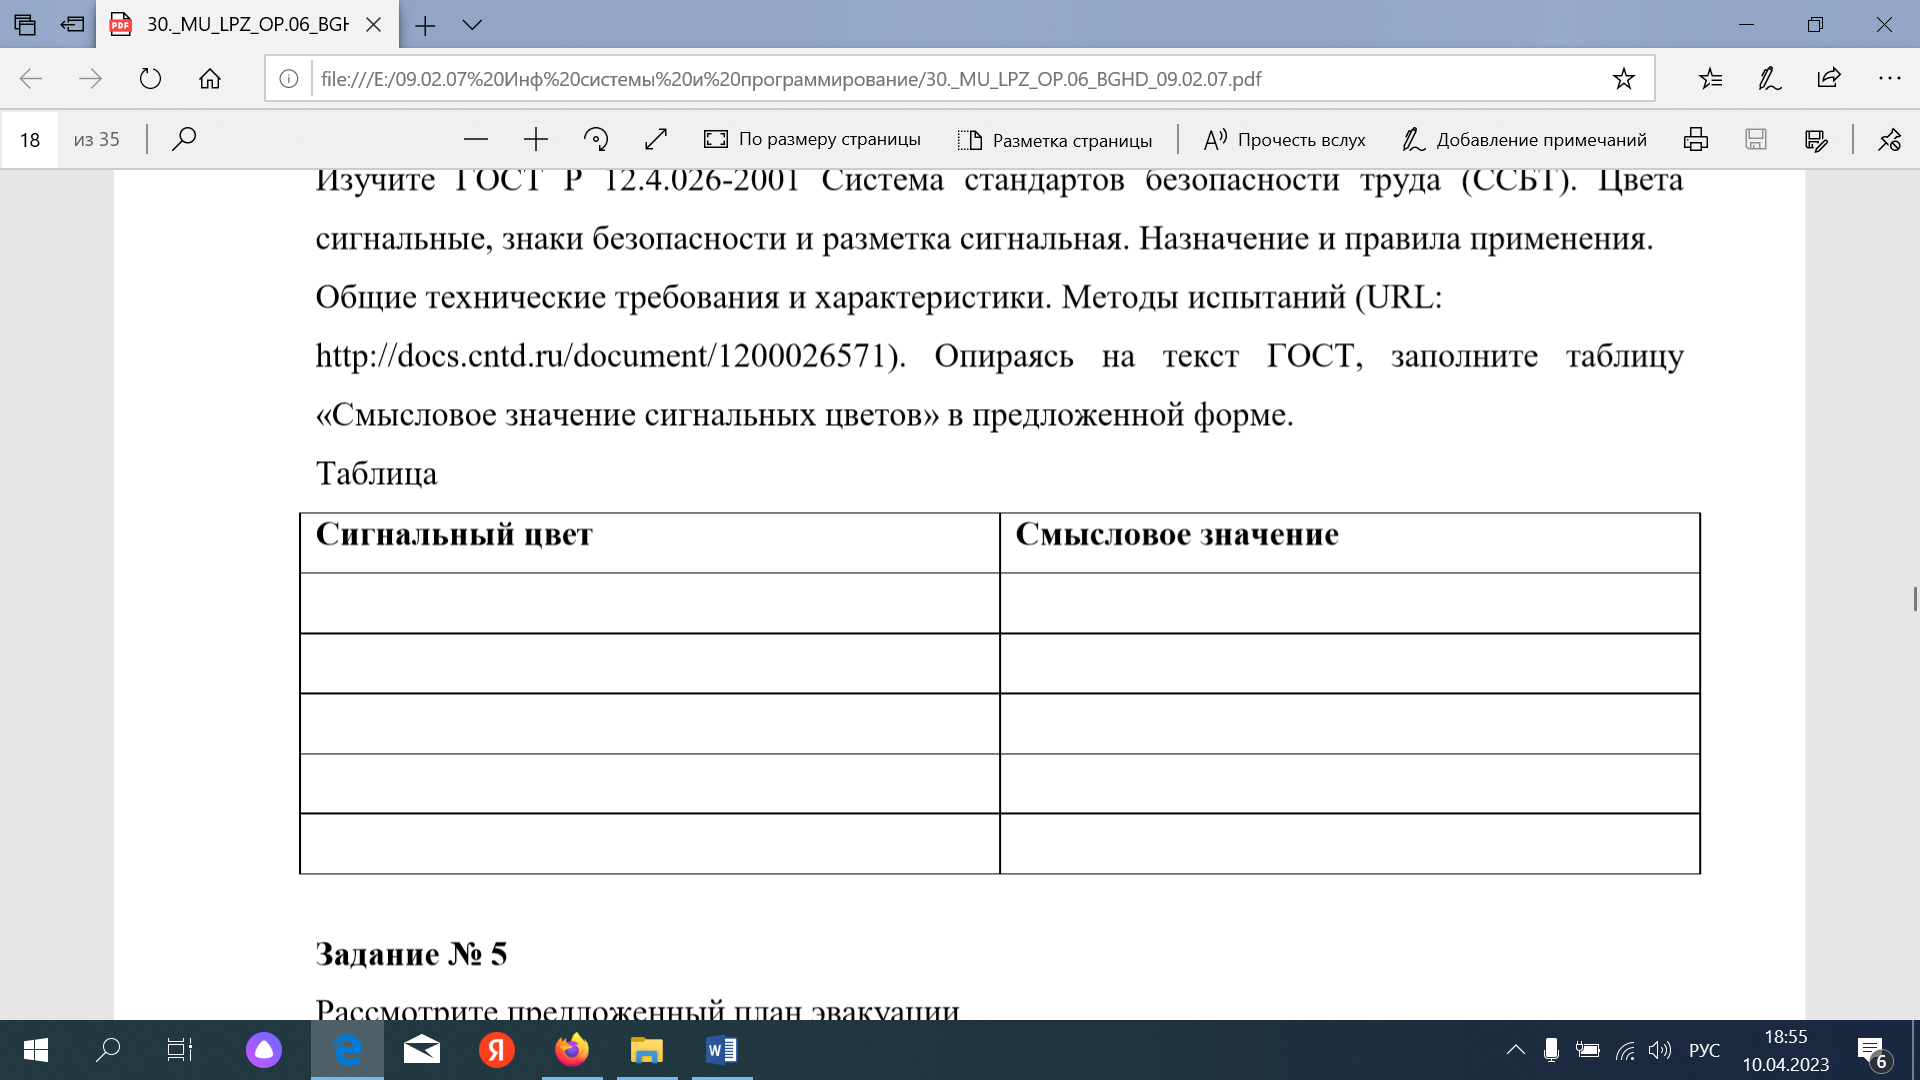 30._MU_LPZ_OP.06_BGH
file:///E:/09.02.07%20Инф%20системы%20и%20программирование/30._MU_LPZ_OP.06_BGHD_09.02.07.pdf
18 из 35 По размеру страницы Разметка страницы Прочесть вслух Добавление примечаний
Изучите ГОСТ Р 12.4.026-2001 Система стандартов безопасности труда (ССБТ). Цвета
сигнальные, знаки безопасности и разметка сигнальная. Назначение и правила применения.
Общие технические требования и характеристики. Методы испытаний (URL:
http://docs.cntd.ru/document/1200026571). Опираясь на текст ГОСТ, заполните таблицу
«Смысловое значение сигнальных цветов» в предложенной форме.
Таблица
Сигнальный цвет Смысловое значение
Задание № 5
Рассмотрите предложенный план эвакуации
РУС 18:55
10.04.2023 6